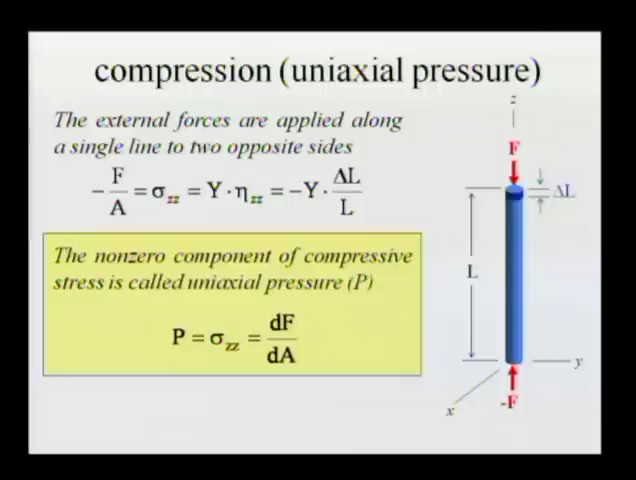 compression (uniaxial pressure)
The external forces are applied along
a single line to two opposite sides
- F/A = σzz = Y · ηzz = -Y · ΔL/L
The nonzero component of compressive
stress is called uniaxial pressure (P)
P = σzz = dF/dA
z
F
ΔL
L
y
x
-F